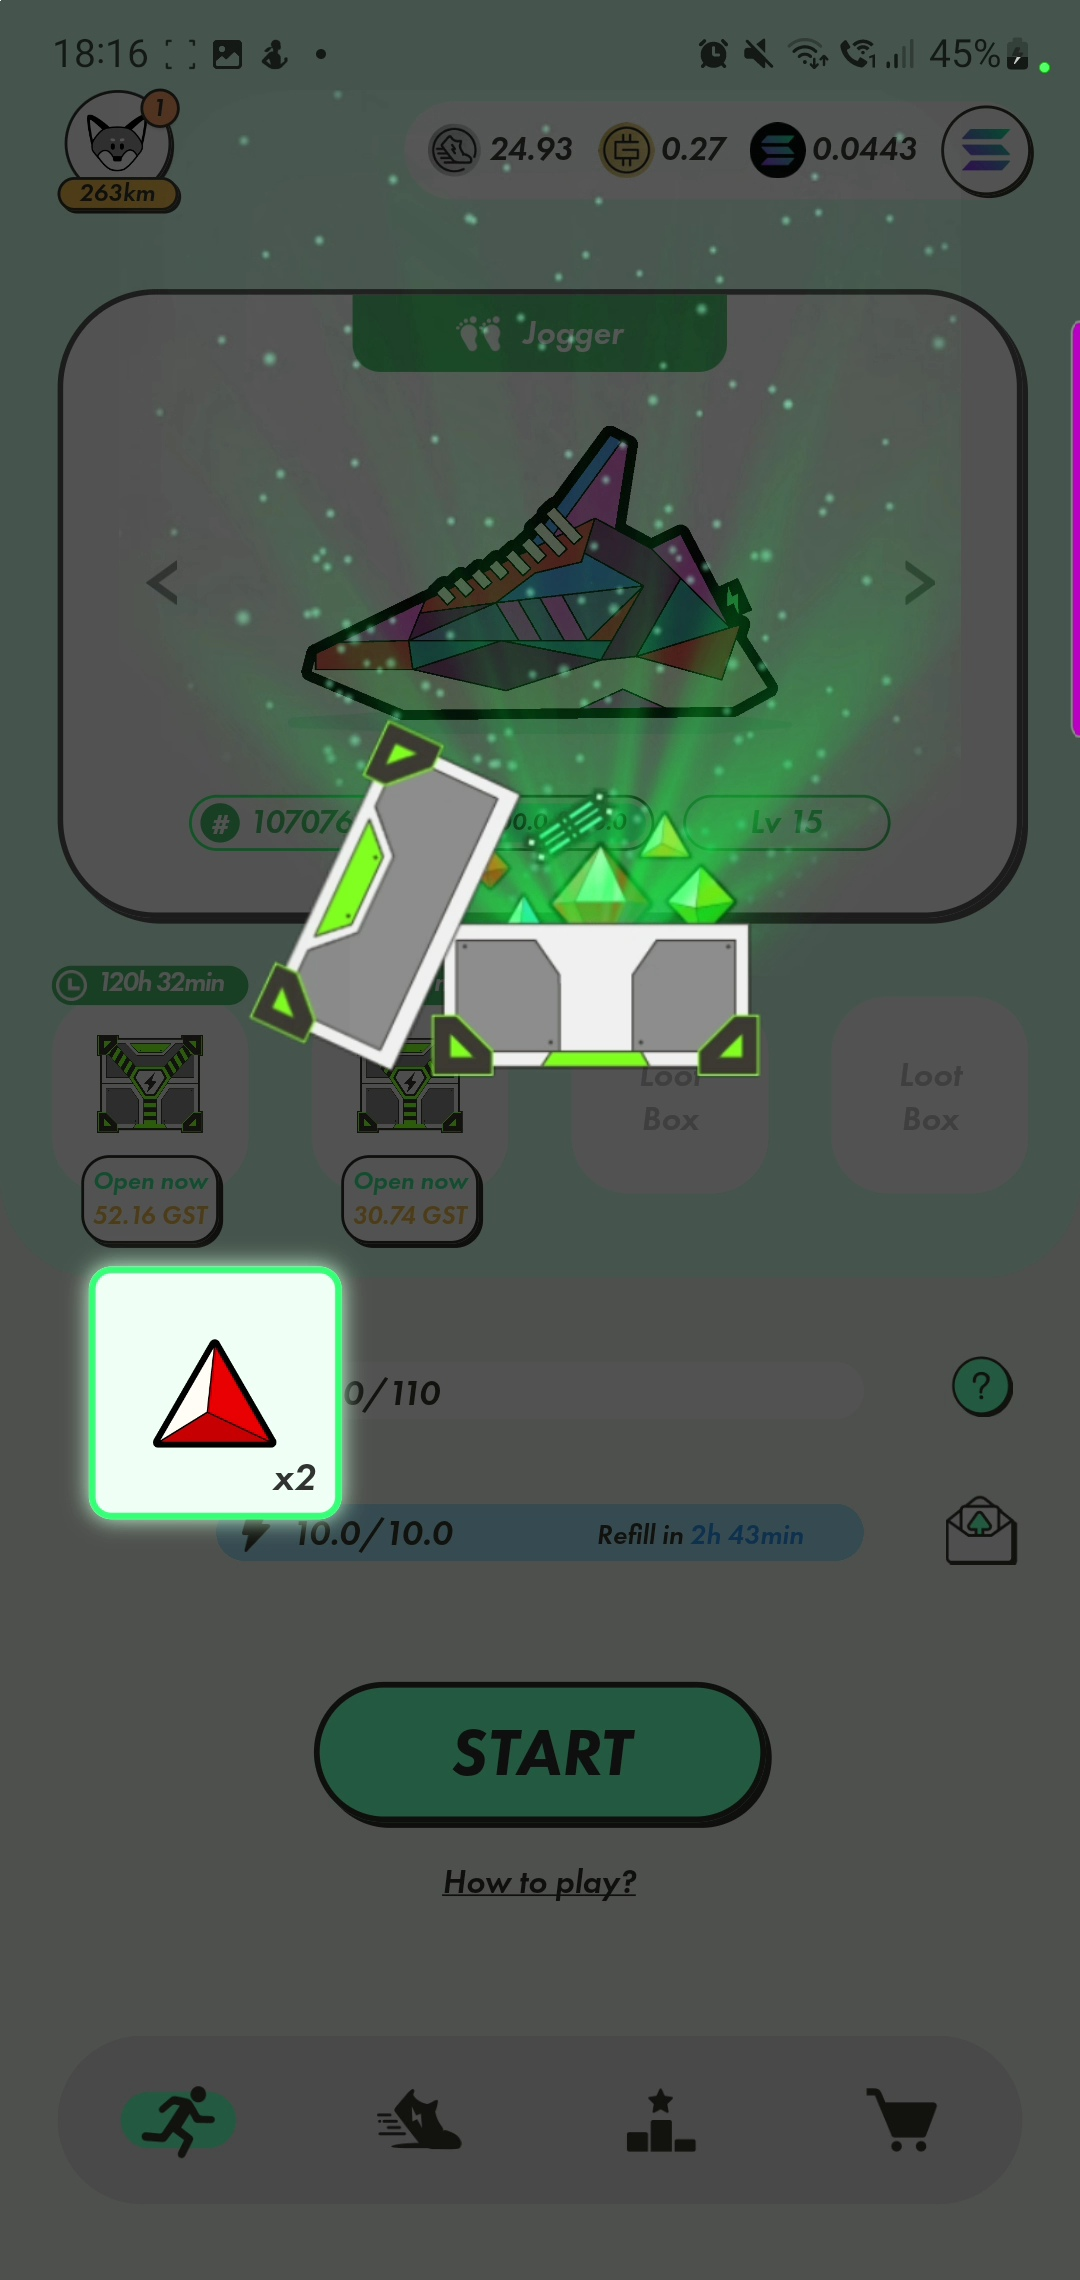 18:16
45%
1
263km
24.93
0.27
0.0443
Jogger
# 107076
Lv 15
120h 32min
Loot
Box
Loot
Box
Open now
52.16 GST
Open now
30.74 GST
x2
0/110
?
10.0/10.0
Refill in 2h 43min
START
How to play?